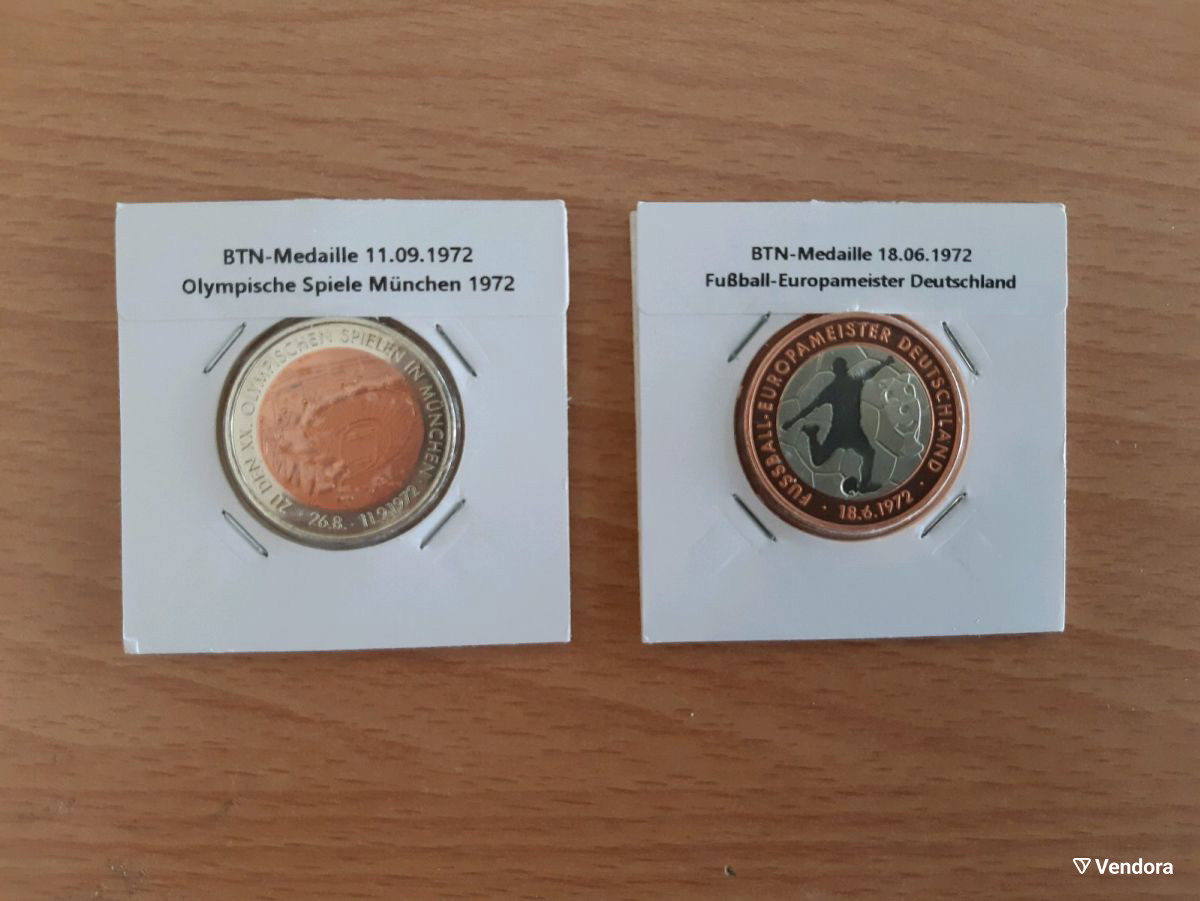 BTN-Medaille 11.09.1972
Olympische Spiele München 1972
DEN XX. OLYMPISCHEN SPIELEN IN MÜNCHEN
26.8. - 11.9.1972
BTN-Medaille 18.06.1972
Fußball-Europameister Deutschland
FUSSBALL-EUROPAMEISTER DEUTSCHLAND
· 18.6.1972 ·
Vendora